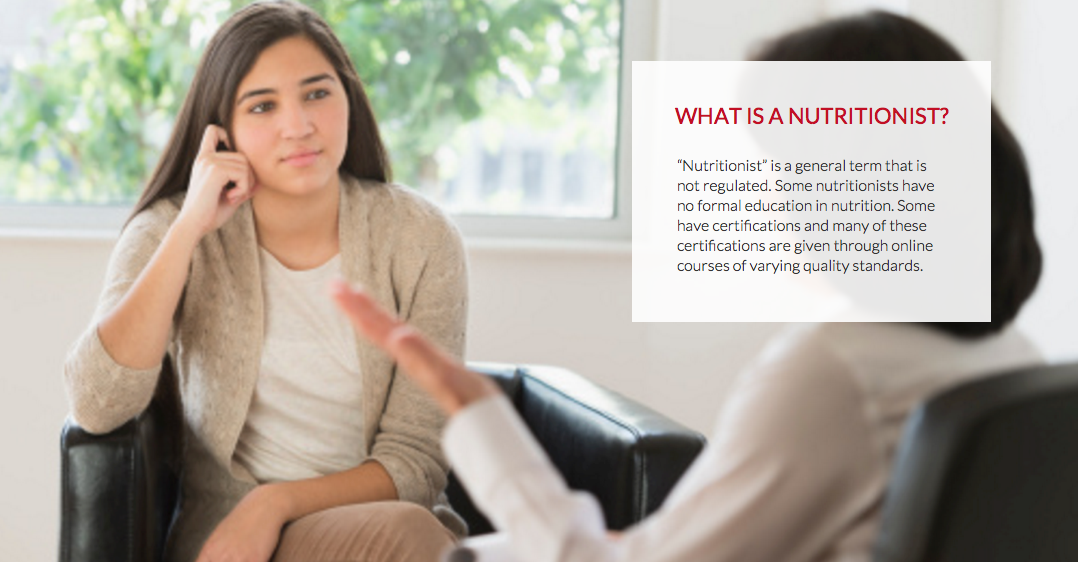 WHAT IS A NUTRITIONIST?
“Nutritionist” is a general term that is
not regulated. Some nutritionists have
no formal education in nutrition. Some
have certifications and many of these
certifications are given through online
courses of varying quality standards.